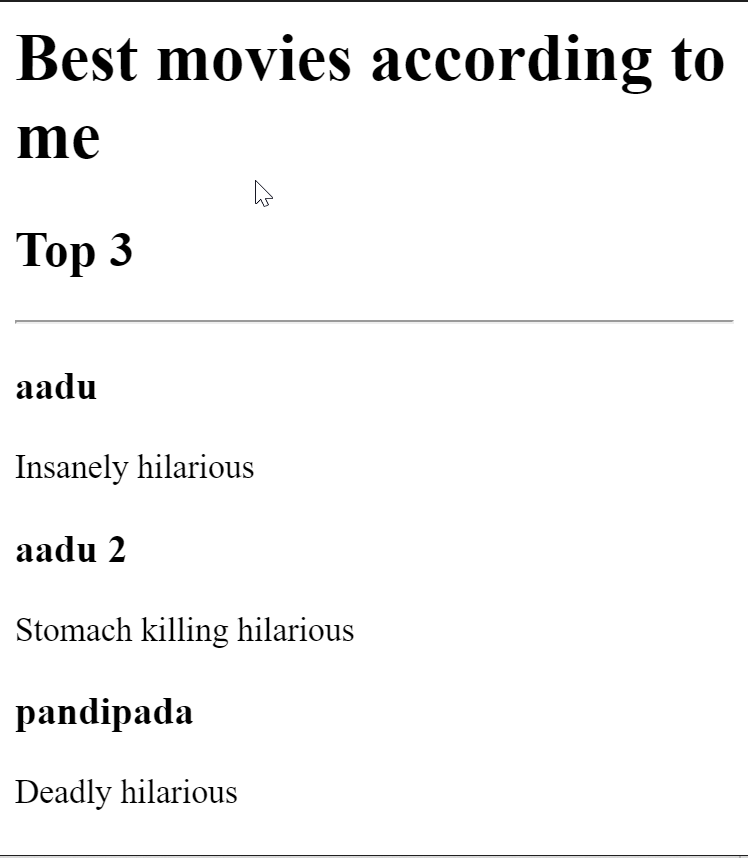 Best movies according to
me
Top 3
aadu
Insanely hilarious
aadu 2
Stomach killing hilarious
pandipada
Deadly hilarious